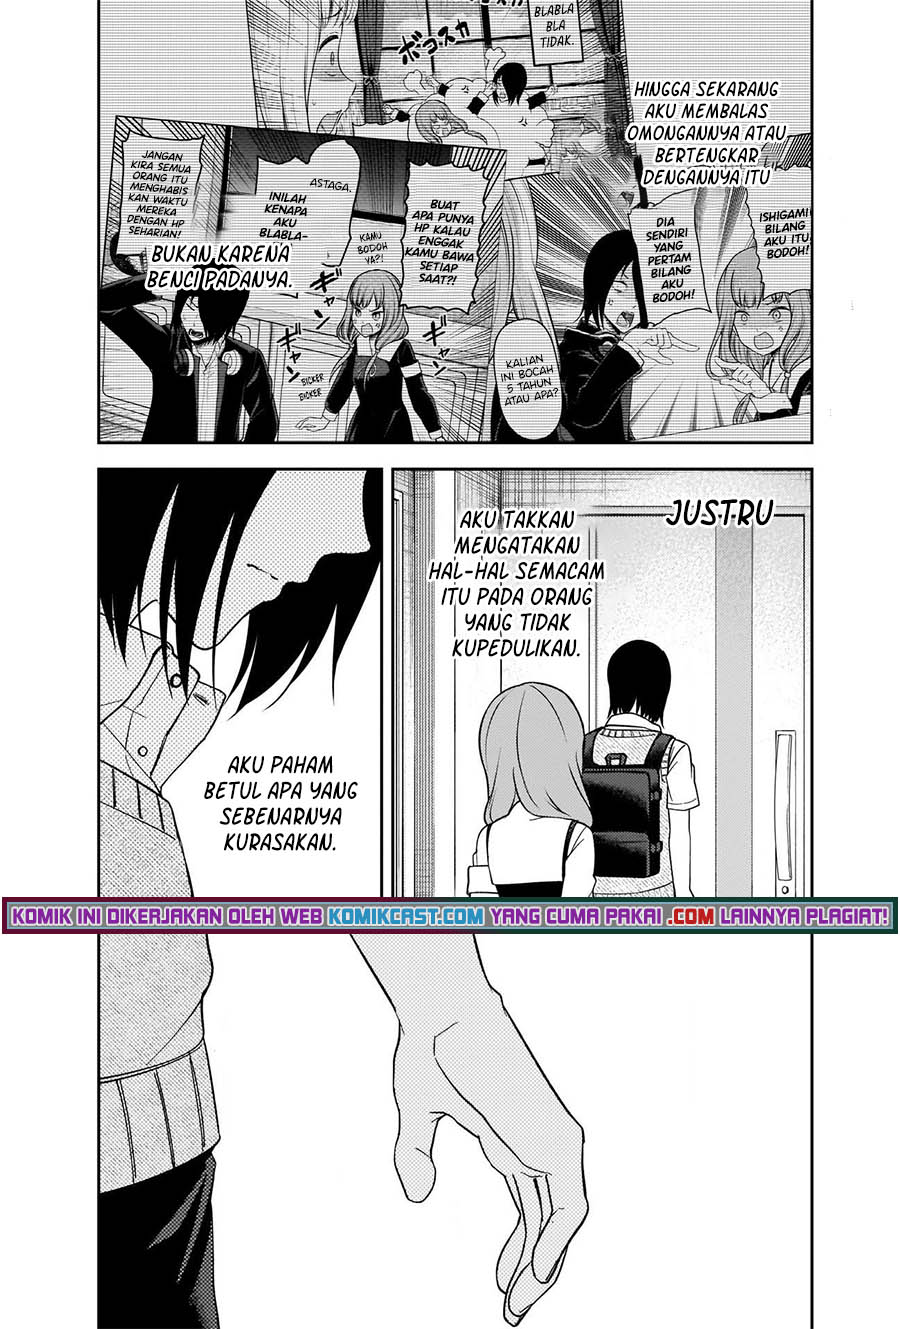 BLABLA
BLA
TIDAK.
ボコスカ
HINGGA SEKARANG
AKU MEMBALAS
OMONGANNYA ATAU
BERTENGKAR
DENGANNYA ITU
ISHIGAMI
BILANG
AKU ITU
BODOH!
DIA
SENDIRI
YANG
PERTAM
BILANG AKU
BODOH!
KALIAN
INI BOCAH
5 TAHUN
ATAU APA?
BUAT
APA PUNYA
HP KALAU
ENGGAK
KAMU BAWA
SETIAP
SAAT?!
KAMU
BODOH
YA?!
ASTAGA.
INILAH
KENAPA
AKU
BLABLA-
JANGAN
KIRA SEMUA
ORANG ITU
MENGHABIS
KAN WAKTU
MEREKA
DENGAN HP
SEHARIAN!
BUKAN KARENA
BENCI PADANYA.
BICKER
BICKER
JUSTRU
AKU TAKKAN
MENGATAKAN
HAL-HAL SEMACAM
ITU PADA ORANG
YANG TIDAK
KUPEDULIKAN.
AKU PAHAM
BETUL APA YANG
SEBENARNYA
KURASAKAN.
KOMIK INI DIKERJAKAN OLEH WEB KOMIKCAST.COM YANG CUMA PAKAI .COM LAINNYA PLAGIAT!